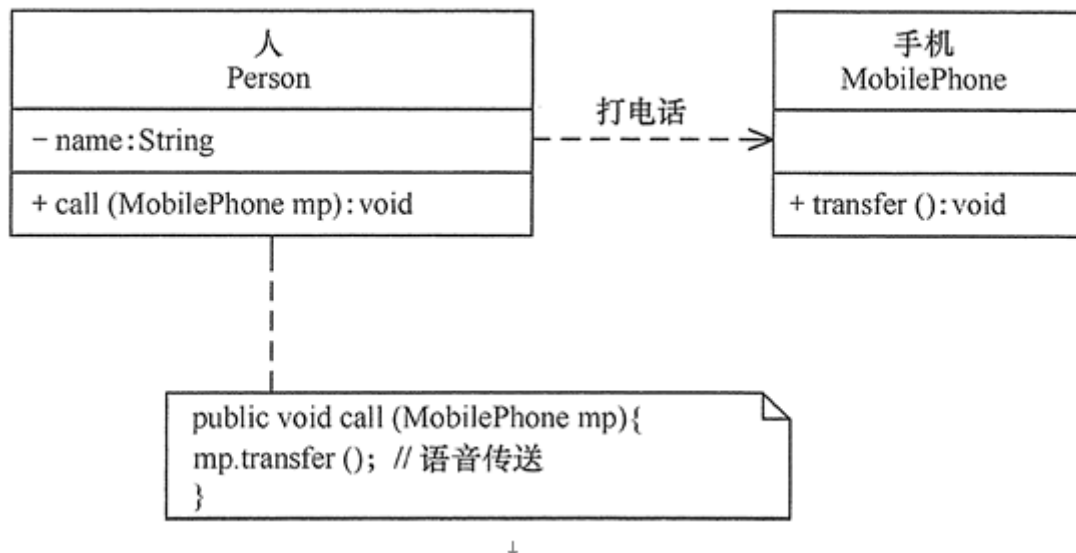 人
Person
- name:String
+ call (MobilePhone mp):void
打电话
手机
MobilePhone
+ transfer ():void
public void call (MobilePhone mp){
mp.transfer (); // 语音传送
}